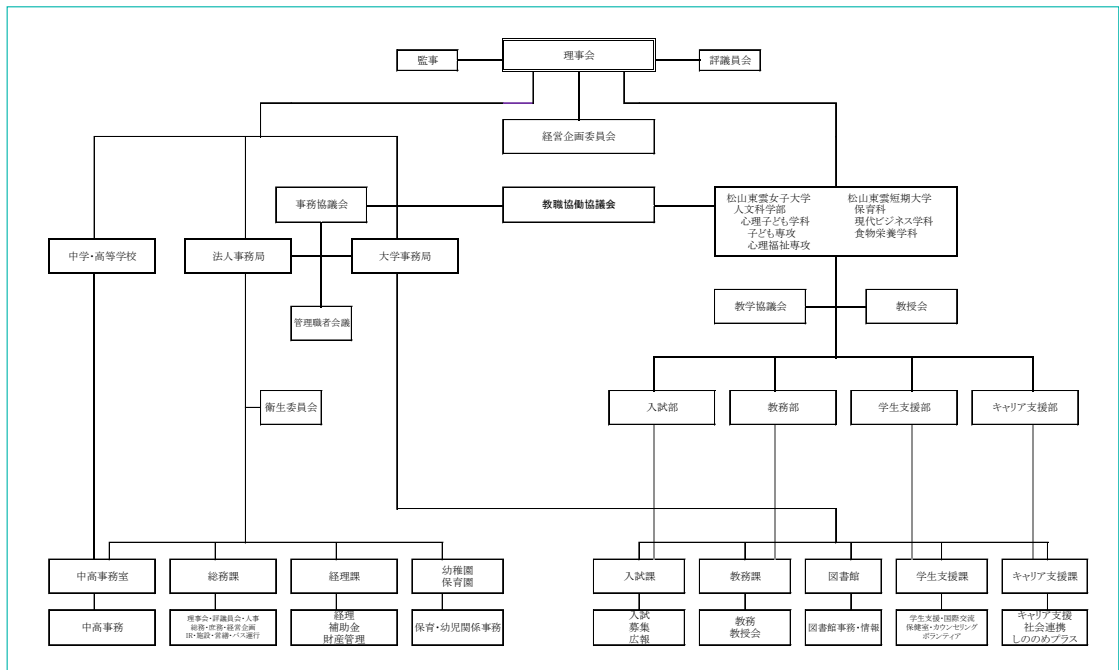 監事
理事会
評議員会
経営企画委員会
事務協議会
教職協働協議会
松山東雲女子大学
人文科学部
心理子ども学科
子ども専攻
心理福祉専攻
松山東雲短期大学
保育科
現代ビジネス学科
食物栄養学科
中学・高等学校
法人事務局
大学事務局
管理職者会議
教学協議会
教授会
衛生委員会
入試部
教務部
学生支援部
キャリア支援部
中高事務室
総務課
経理課
幼稚園
保育園
入試課
教務課
図書館
学生支援課
キャリア支援課
中高事務
理事会・評議員会・人事
総務・庶務・経営企画
IR・施設・営繕・バス運行
経理
補助金
財産管理
保育・幼児関係事務
入試
募集
広報
教務
教授会
図書館事務・情報
学生支援・国際交流
保健室・カウンセリング
ボランティア
キャリア支援
社会連携
しののめプラス